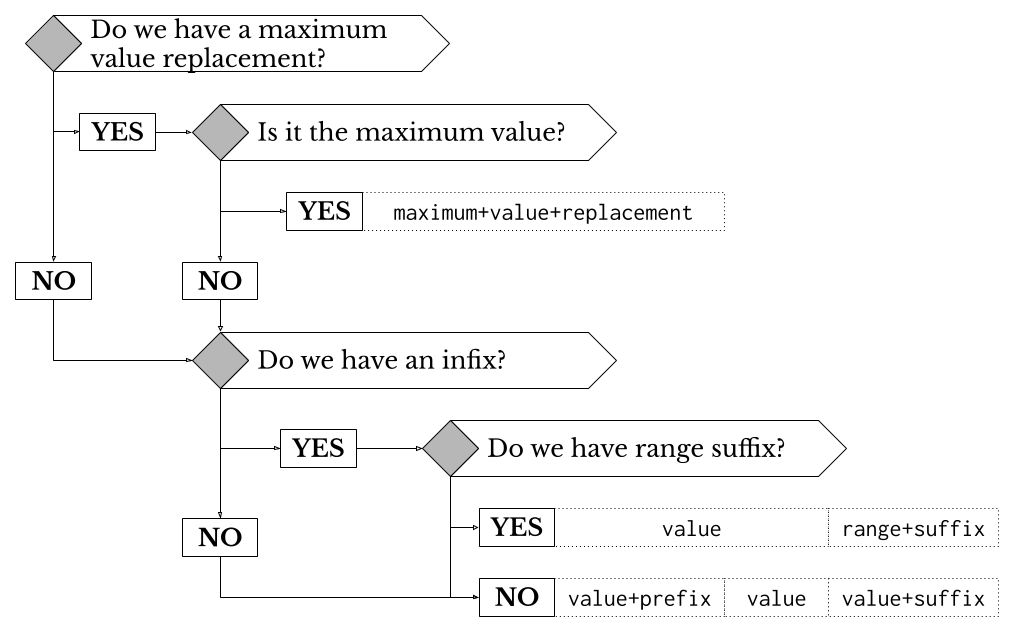 Do we have a maximum
value replacement?
YES
Is it the maximum value?
YES
maximum+value+replacement
NO
NO
Do we have an infix?
YES
Do we have range suffix?
YES
value
range+suffix
NO
NO
value+prefix
value
value+suffix